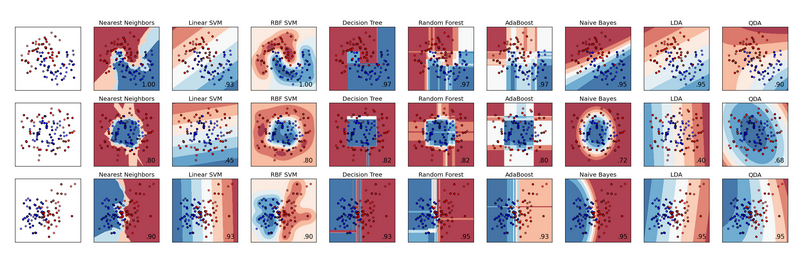 Nearest Neighbors Linear SVM RBF SVM Decision Tree Random Forest AdaBoost Naive Bayes LDA QDA
1.00 .93 1.00 .97 .97 .97 .95 .95 .90
Nearest Neighbors Linear SVM RBF SVM Decision Tree Random Forest AdaBoost Naive Bayes LDA QDA
.80 .45 .80 .82 .82 .80 .72 .40 .68
Nearest Neighbors Linear SVM RBF SVM Decision Tree Random Forest AdaBoost Naive Bayes LDA QDA
.90 .93 .90 .93 .95 .93 .95 .95 .95